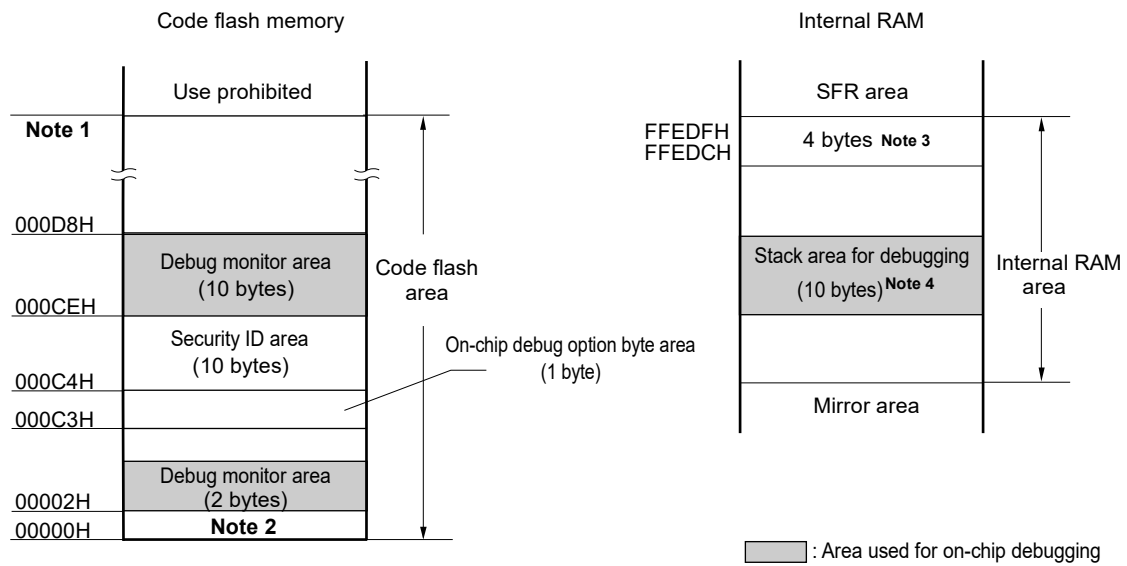 Code flash memory
Use prohibited
Note 1
000D8H
Debug monitor area
(10 bytes)
000CEH
Security ID area
(10 bytes)
000C4H
000C3H
Debug monitor area
(2 bytes)
00002H
Note 2
00000H
Code flash
area
On-chip debug option byte area
(1 byte)
Internal RAM
SFR area
FFEDFH
FFEDCH
4 bytes Note 3
Stack area for debugging
(10 bytes) Note 4
Internal RAM
area
Mirror area
: Area used for on-chip debugging